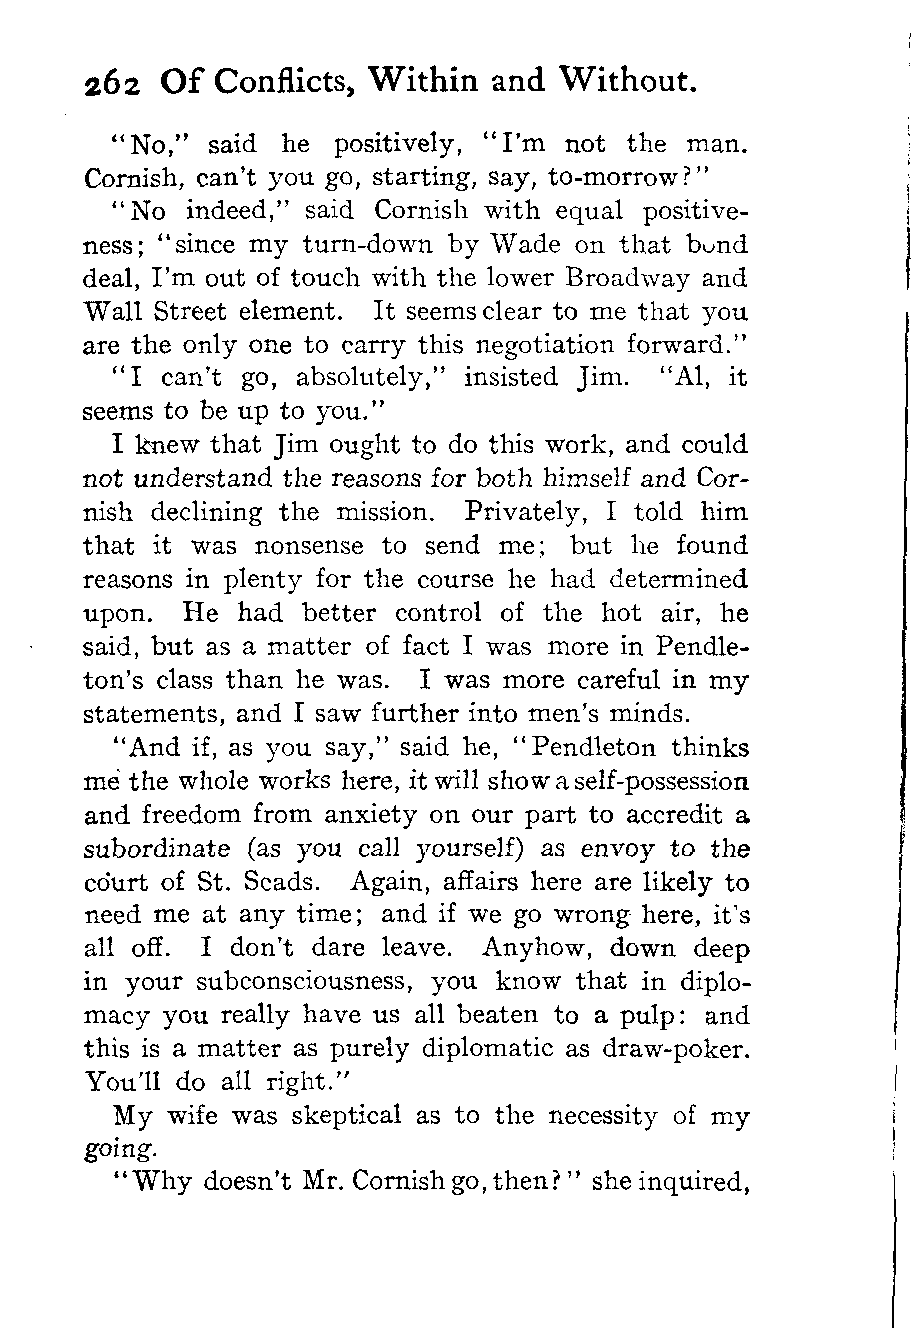 262 Of Conflicts, Within and Without.
“No,” said he positively, “I’m not the man.
Cornish, can’t you go, starting, say, to-morrow?”
“No indeed,” said Cornish with equal positive-
ness; “since my turn-down by Wade on that bond
deal, I’m out of touch with the lower Broadway and
Wall Street element. It seems clear to me that you
are the only one to carry this negotiation forward.”
“I can’t go, absolutely,” insisted Jim. “Al, it
seems to be up to you.”
I knew that Jim ought to do this work, and could
not understand the reasons for both himself and Cor-
nish declining the mission. Privately, I told him
that it was nonsense to send me; but he found
reasons in plenty for the course he had determined
upon. He had better control of the hot air, he
said, but as a matter of fact I was more in Pendle-
ton’s class than he was. I was more careful in my
statements, and I saw further into men’s minds.
“And if, as you say,” said he, “Pendleton thinks
me the whole works here, it will show a self-possession
and freedom from anxiety on our part to accredit a
subordinate (as you call yourself) as envoy to the
court of St. Scads. Again, affairs here are likely to
need me at any time; and if we go wrong here, it’s
all off. I don’t dare leave. Anyhow, down deep
in your subconsciousness, you know that in diplo-
macy you really have us all beaten to a pulp: and
this is a matter as purely diplomatic as draw-poker.
You’ll do all right.”
My wife was skeptical as to the necessity of my
going.
“Why doesn’t Mr. Cornish go, then?” she inquired,